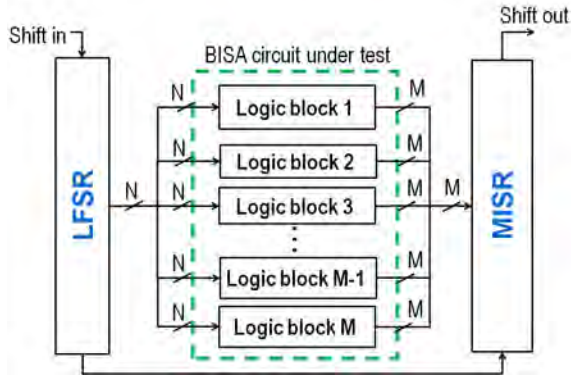 Shift in
Shift out
BISA circuit under test
N
Logic block 1
M
N
Logic block 2
M
LFSR
N
N
Logic block 3
M
M
MISR
N
Logic block M-1
M
N
Logic block M
M